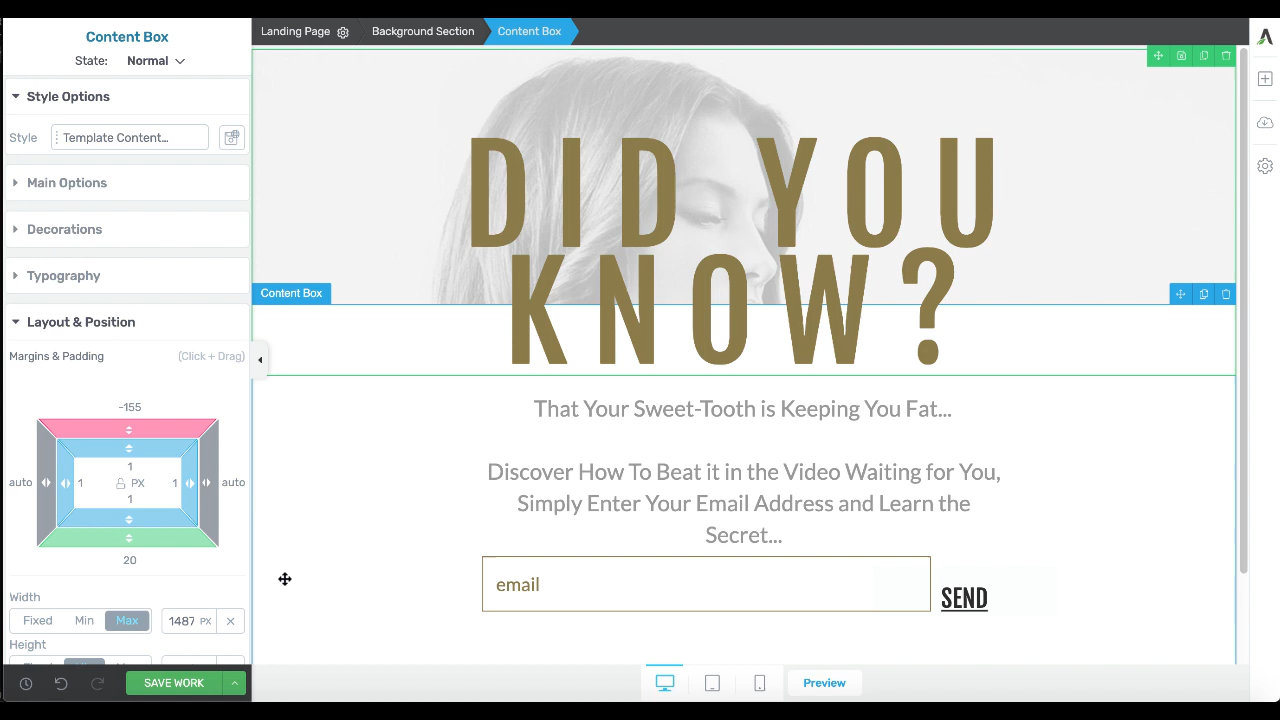 Content Box
State: Normal
Style Options
Style Template Content...
Main Options
Decorations
Typography
Layout & Position
Margins & Padding (Click + Drag)
-155
auto 1 1 PX 1 1 auto
20
Width
Fixed Min Max 1487 PX
Height
SAVE WORK
Landing Page Background Section Content Box
DID YOU
KNOW?
Content Box
That Your Sweet-Tooth is Keeping You Fat...
Discover How To Beat it in the Video Waiting for You,
Simply Enter Your Email Address and Learn the
Secret...
email
SEND
Preview